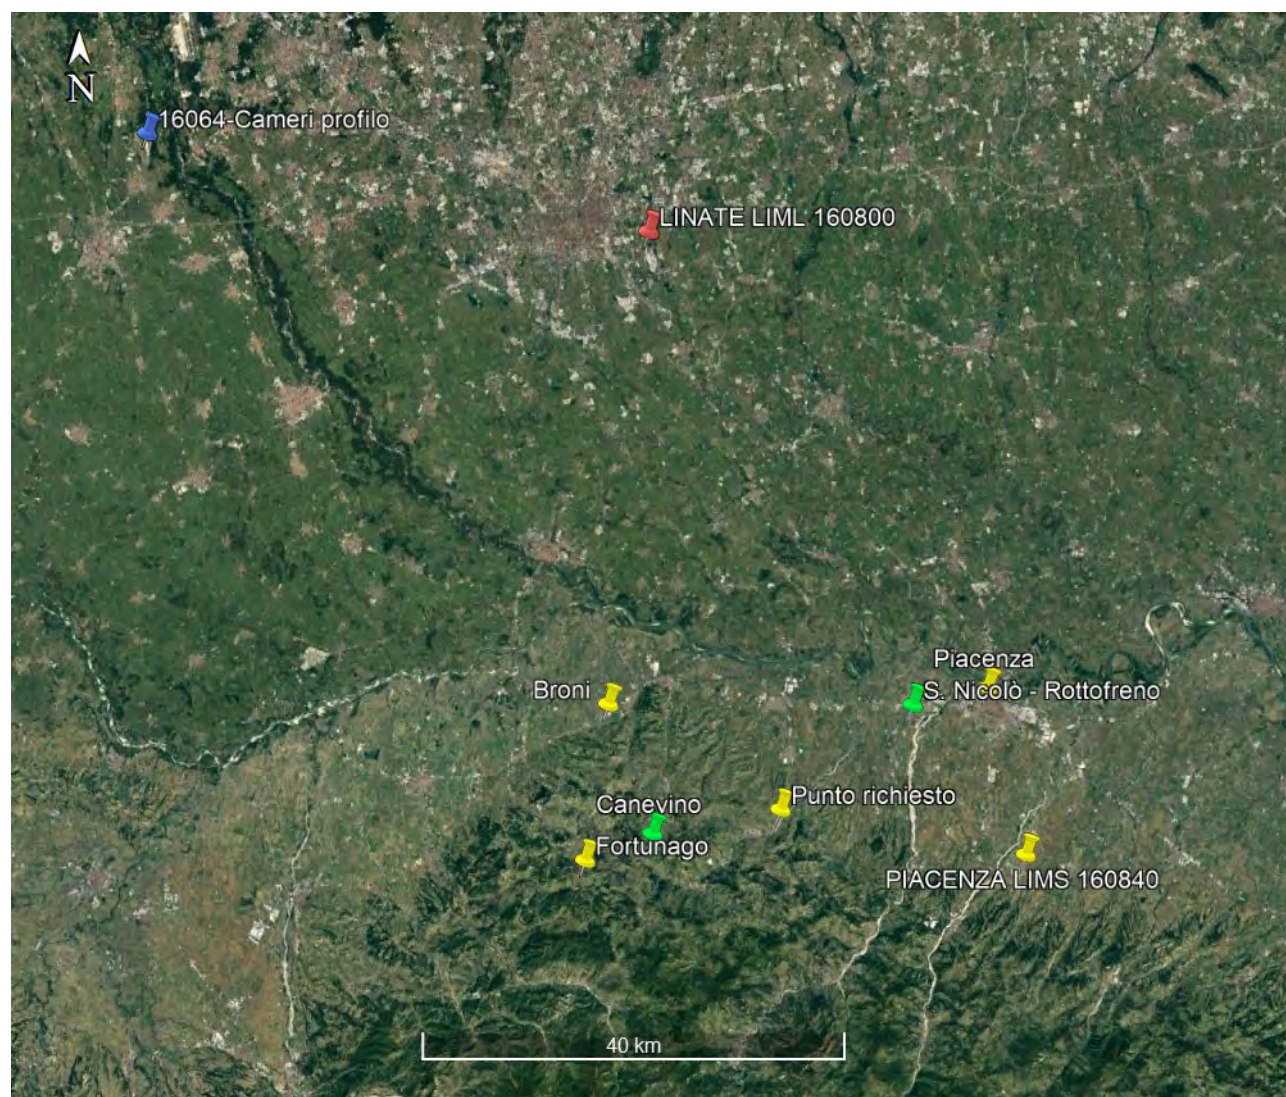 N
16064-Cameri profilo
LINATE LIML 160800
Piacenza
Broni
S. Nicolò - Rottofreno
Punto richiesto
Canevino
Fortunago
PIACENZA LIMS 160840
40 km